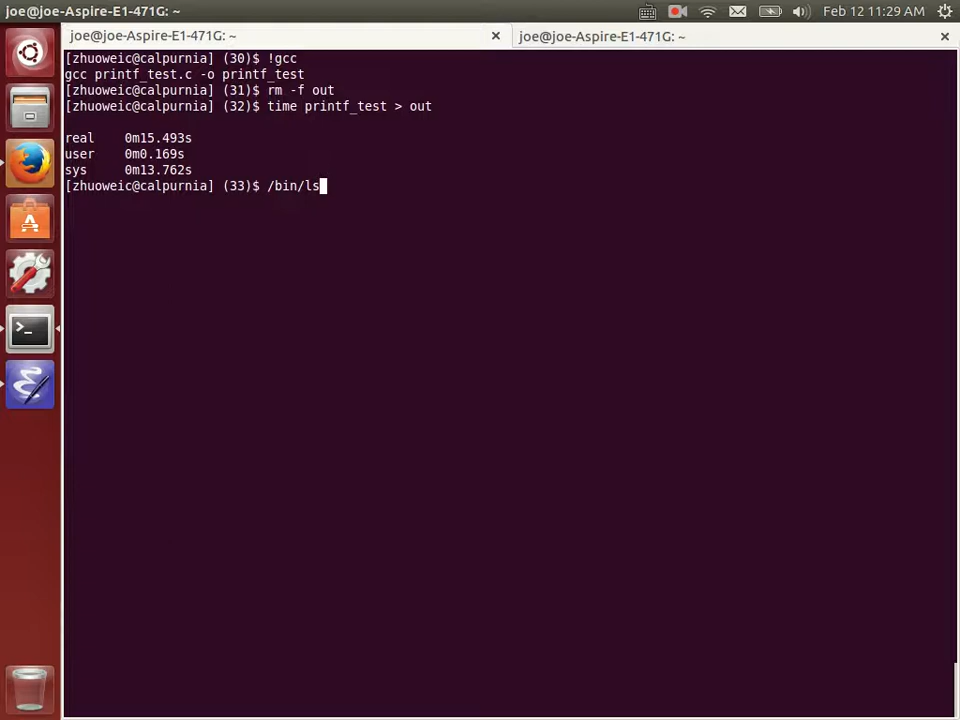 joe@joe-Aspire-E1-471G: ~
Feb 12 11:29 AM
joe@joe-Aspire-E1-471G: ~
joe@joe-Aspire-E1-471G: ~
[zhuoweic@calpurnia] (30)$ !gcc
gcc printf_test.c -o printf_test
[zhuoweic@calpurnia] (31)$ rm -f out
[zhuoweic@calpurnia] (32)$ time printf_test > out
real 0m15.493s
user 0m0.169s
sys 0m13.762s
[zhuoweic@calpurnia] (33)$ /bin/ls